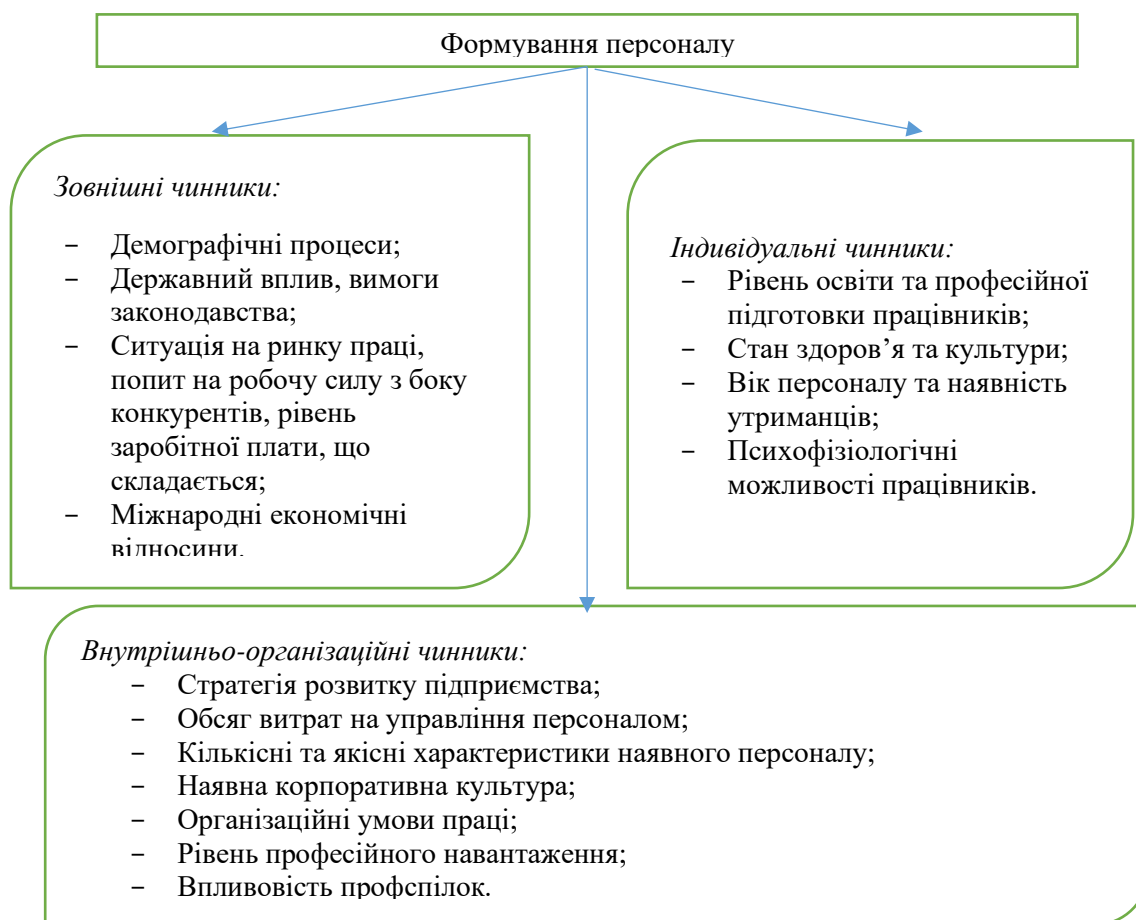 Формування персоналу
Зовнішні чинники:
− Демографічні процеси;
− Державний вплив, вимоги
законодавства;
− Ситуація на ринку праці,
попит на робочу силу з боку
конкурентів, рівень
заробітної плати, що
складається;
− Міжнародні економічні
відносини.
Індивідуальні чинники:
− Рівень освіти та професійної
підготовки працівників;
− Стан здоров’я та культури;
− Вік персоналу та наявність
утриманців;
− Психофізіологічні
можливості працівників.
Внутрішньо-організаційні чинники:
− Стратегія розвитку підприємства;
− Обсяг витрат на управління персоналом;
− Кількісні та якісні характеристики наявного персоналу;
− Наявна корпоративна культура;
− Організаційні умови праці;
− Рівень професійного навантаження;
− Впливовість профспілок.